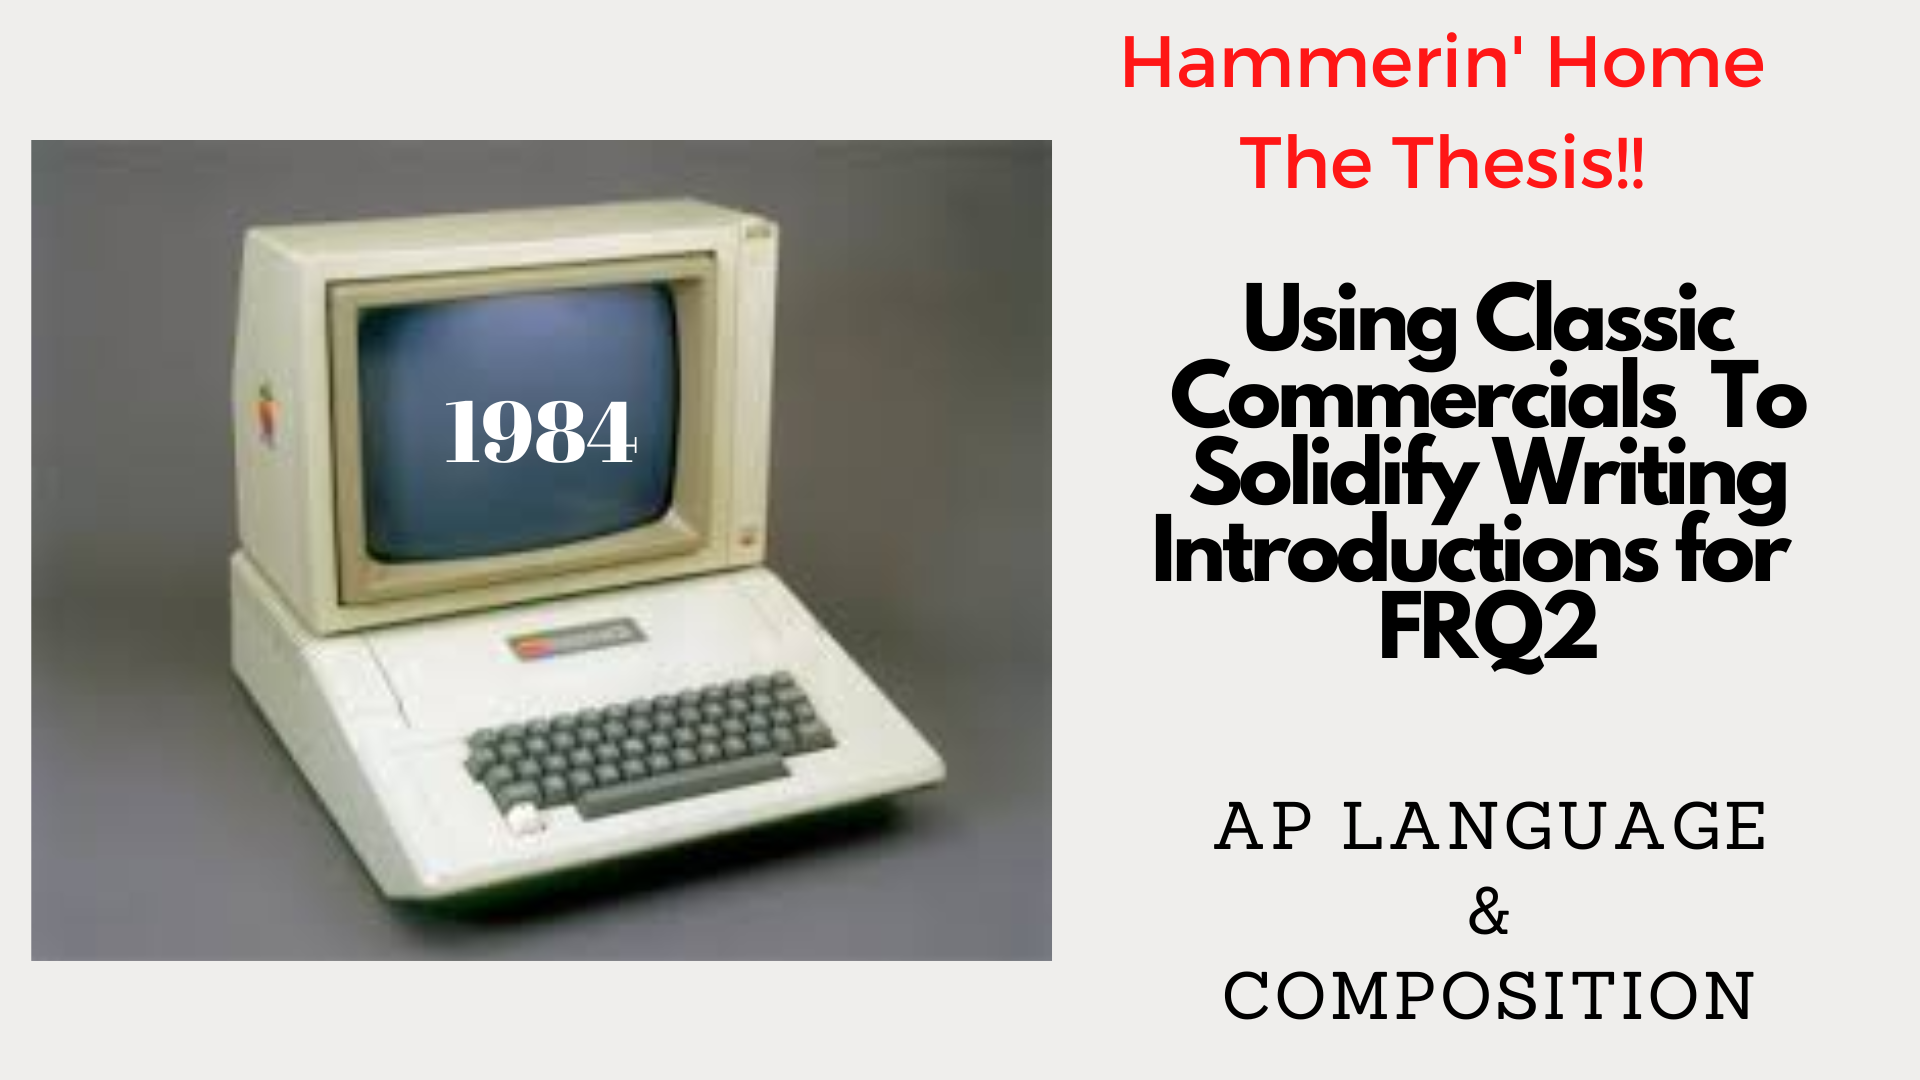 Hammerin' Home
The Thesis!!
1984
Using Classic
Commercials To
Solidify Writing
Introductions for
FRQ2
AP LANGUAGE
&
COMPOSITION